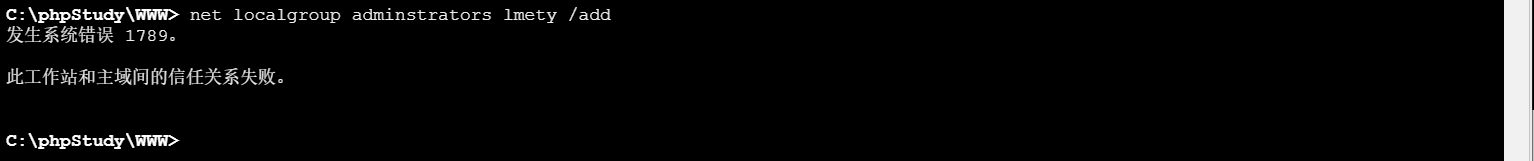 C:\phpStudy\WWW> net localgroup adminstrators lmety /add
发生系统错误 1789。
此工作站和主域间的信任关系失败。
C:\phpStudy\WWW>